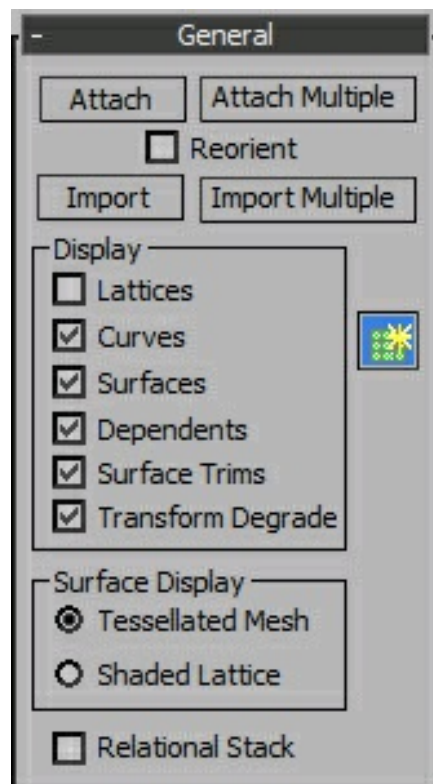 - General
Attach Attach Multiple
Reorient
Import Import Multiple
Display
Lattices
Curves
Surfaces
Dependents
Surface Trims
Transform Degrade
Surface Display
Tessellated Mesh
Shaded Lattice
Relational Stack